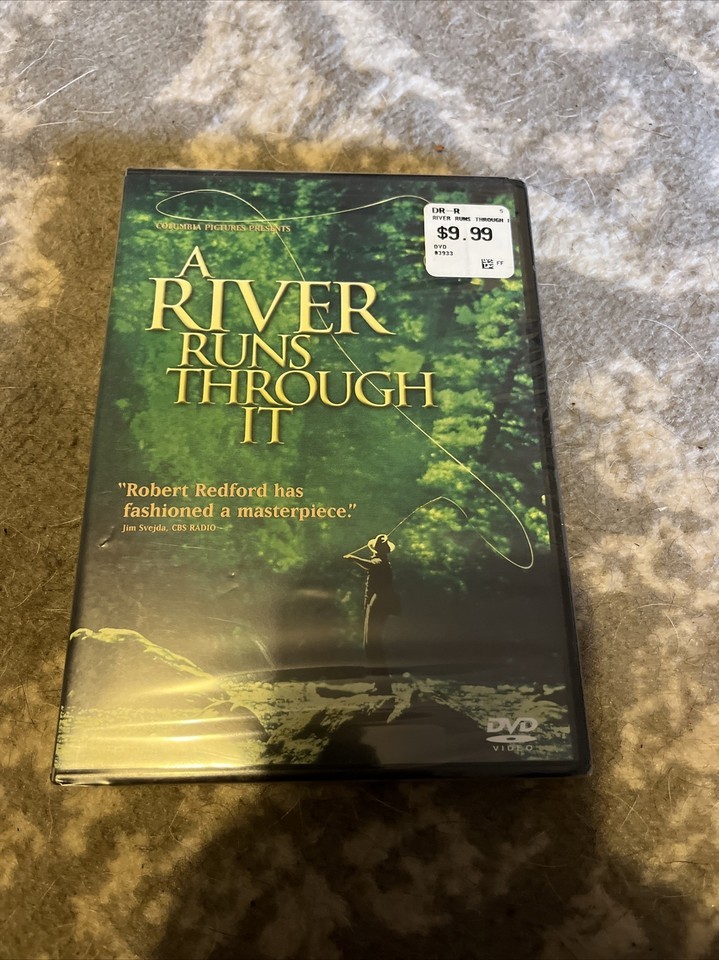 COLUMBIA PICTURES PRESENTS
A
RIVER
RUNS
THROUGH
IT
"Robert Redford has
fashioned a masterpiece."
Jim Svejda, CBS RADIO
DVD
VIDEO
DR-R
RIVER RUNS THROUGH I
$9.99
DVD
#3933
FF